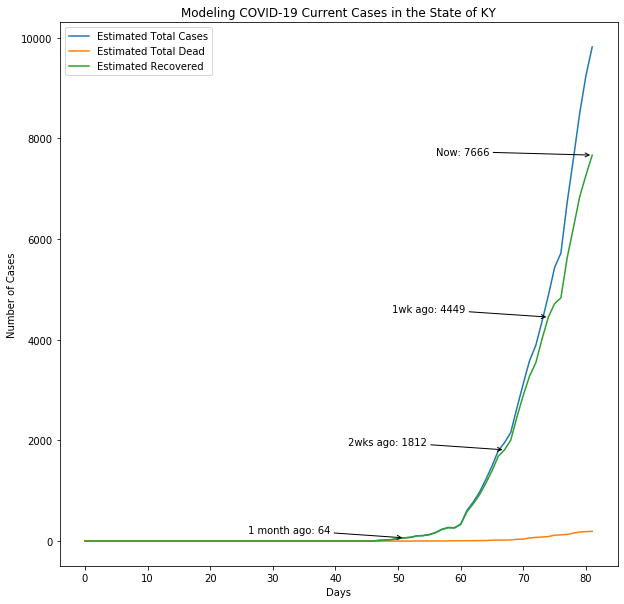 Modeling COVID-19 Current Cases in the State of KY
Estimated Total Cases
Estimated Total Dead
Estimated Recovered
10000
8000
6000
4000
2000
0
Number of Cases
Now: 7666
1wk ago: 4449
2wks ago: 1812
1 month ago: 64
0 10 20 30 40 50 60 70 80
Days